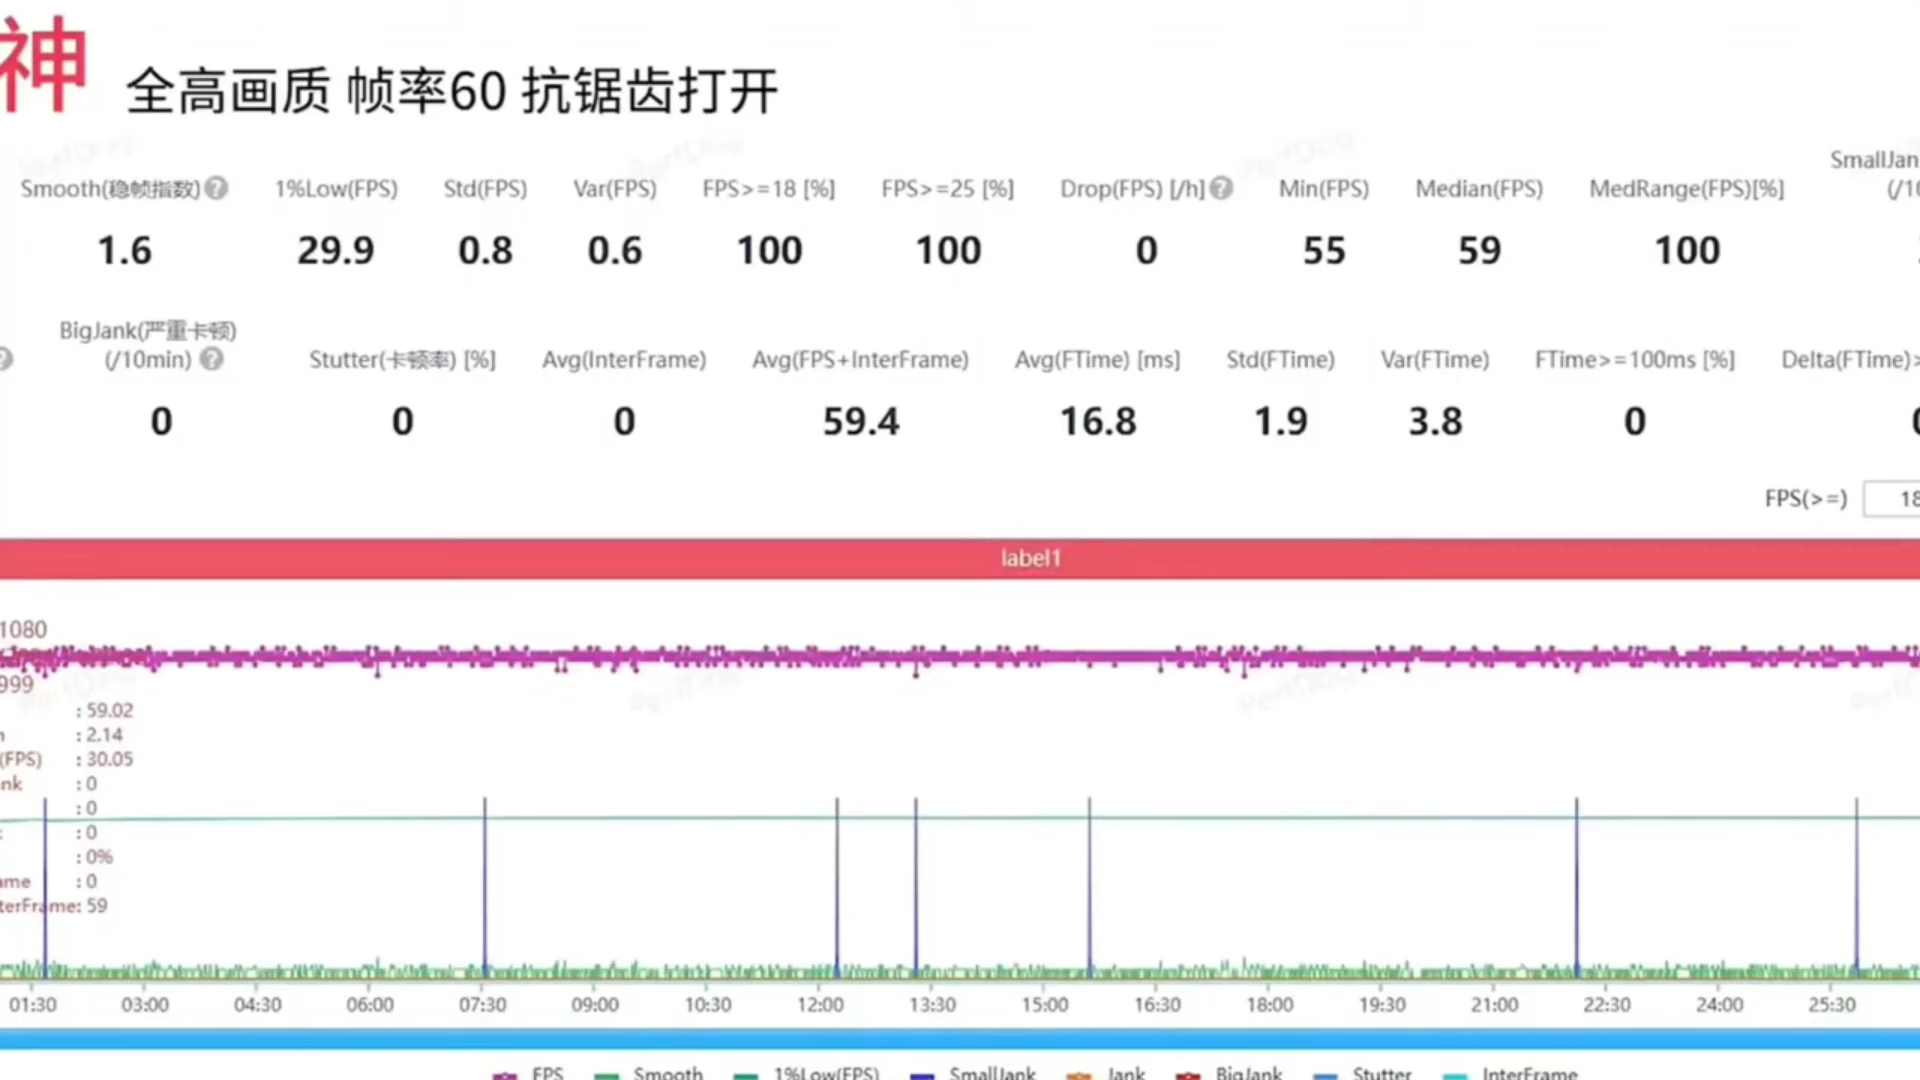 神 全高画质 帧率60 抗锯齿打开
SmallJan
Smooth(稳帧指数) 1%Low(FPS) Std(FPS) Var(FPS) FPS>=18 [%] FPS>=25 [%] Drop(FPS) [/h] Min(FPS) Median(FPS) MedRange(FPS)[%] (/10
1.6 29.9 0.8 0.6 100 100 0 55 59 100
BigJank(严重卡顿)
(/10min) Stutter(卡顿率) [%] Avg(InterFrame) Avg(FPS+InterFrame) Avg(FTime) [ms] Std(FTime) Var(FTime) FTime>=100ms [%] Delta(FTime)>
0 0 0 59.4 16.8 1.9 3.8 0 0
FPS(>=) 18
label1
1080
999
: 59.02
: 2.14
(FPS) : 30.05
nk : 0
: 0
: 0
: 0%
ame : 0
terFrame: 59
01:30 03:00 04:30 06:00 07:30 09:00 10:30 12:00 13:30 15:00 16:30 18:00 19:30 21:00 22:30 24:00 25:30
FPS Smooth 1%Low(FPS) SmallJank Jank BigJank Stutter InterFrame